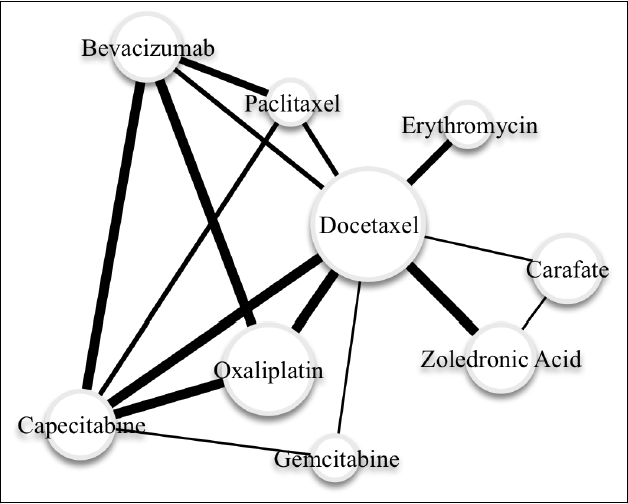 Bevacizumab
Paclitaxel
Erythromycin
Docetaxel
Carafate
Zoledronic Acid
Oxaliplatin
Capecitabine
Gemcitabine